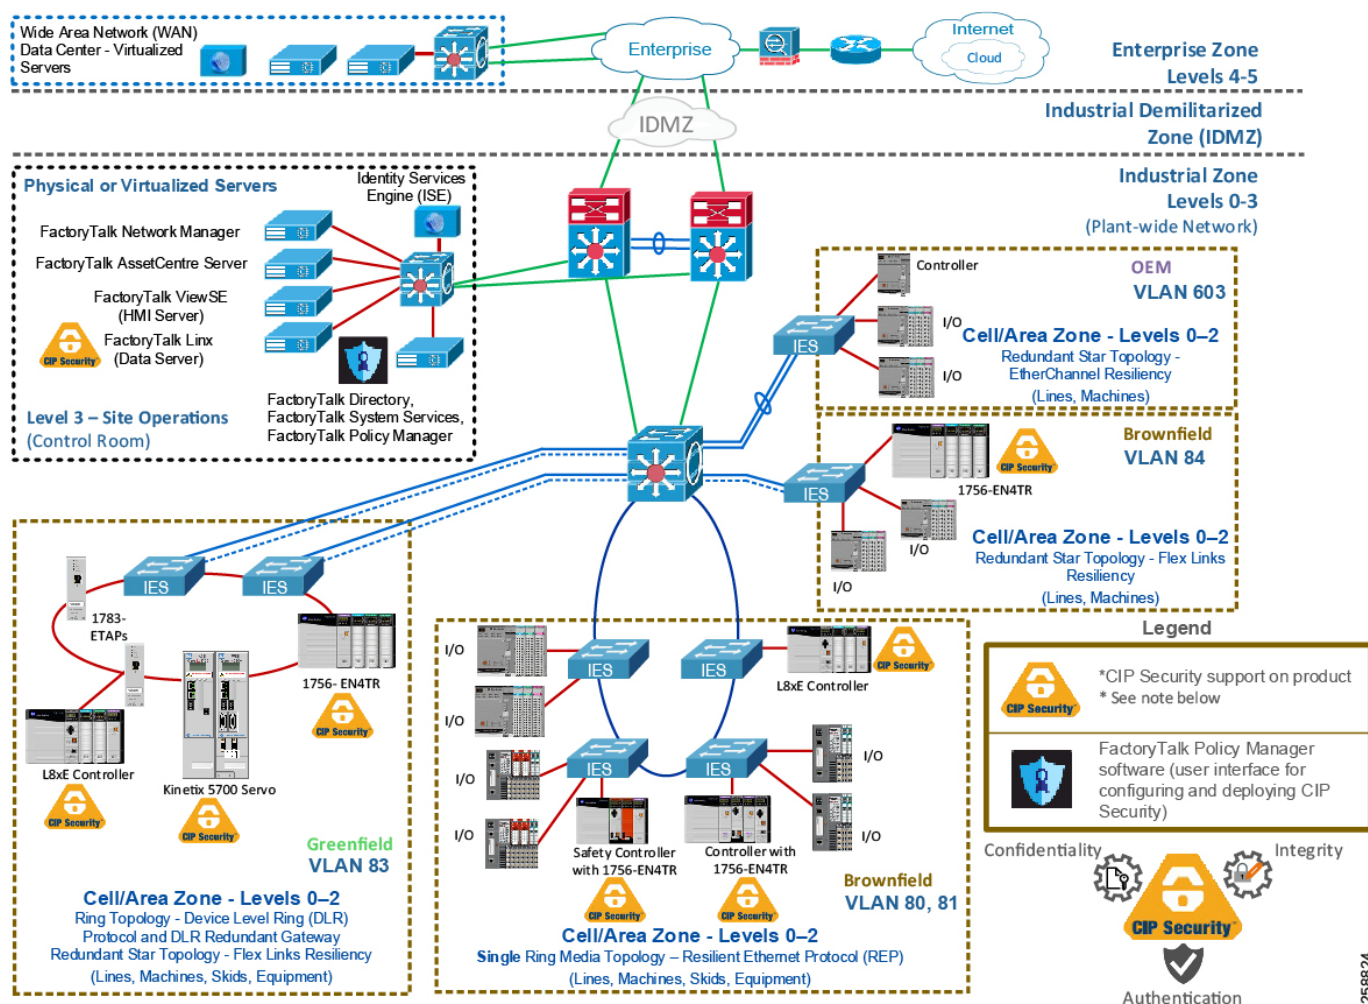 Wide Area Network (WAN)
Data Center - Virtualized
Servers
Enterprise
Internet
Cloud
Enterprise Zone
Levels 4-5
IDMZ
Industrial Demilitarized
Zone (IDMZ)
Industrial Zone
Levels 0-3
(Plant-wide Network)
Physical or Virtualized Servers
Identity Services
Engine (ISE)
FactoryTalk Network Manager
FactoryTalk AssetCentre Server
FactoryTalk ViewSE
(HMI Server)
CIP Security
FactoryTalk Linx
(Data Server)
FactoryTalk Directory,
FactoryTalk System Services,
FactoryTalk Policy Manager
Level 3 – Site Operations
(Control Room)
Controller
OEM
VLAN 603
I/O
IES
I/O
Cell/Area Zone - Levels 0–2
Redundant Star Topology -
EtherChannel Resiliency
(Lines, Machines)
Brownfield
VLAN 84
CIP Security
1756-EN4TR
IES
I/O
I/O
Cell/Area Zone - Levels 0–2
Redundant Star Topology - Flex Links
Resiliency
(Lines, Machines)
IES
IES
1783-
ETAPs
1756- EN4TR
CIP Security
L8xE Controller
CIP Security
Kinetix 5700 Servo
CIP Security
Greenfield
VLAN 83
Cell/Area Zone - Levels 0–2
Ring Topology - Device Level Ring (DLR)
Protocol and DLR Redundant Gateway
Redundant Star Topology - Flex Links Resiliency
(Lines, Machines, Skids, Equipment)
I/O
I/O
IES
IES
L8xE Controller
CIP Security
I/O
I/O
IES
IES
I/O
I/O
Safety Controller
with 1756-EN4TR
CIP Security
Controller with
1756-EN4TR
CIP Security
Brownfield
VLAN 80, 81
Cell/Area Zone - Levels 0–2
Single Ring Media Topology – Resilient Ethernet Protocol (REP)
(Lines, Machines, Skids, Equipment)
Legend
CIP Security
*CIP Security support on product
* See note below
FactoryTalk Policy Manager
software (user interface for
configuring and deploying CIP
Security)
Confidentiality
Integrity
CIP Security
Authentication